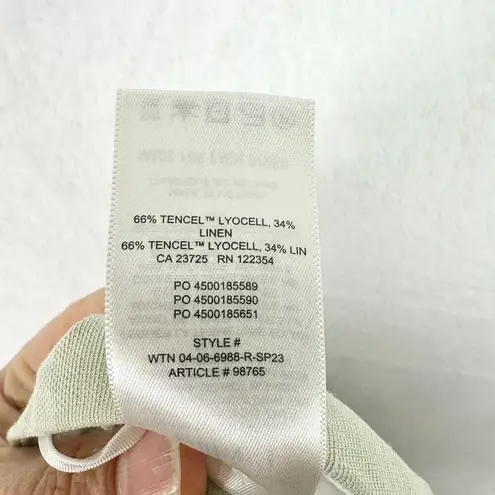 66% TENCEL™ LYOCELL, 34%
LINEN
66% TENCEL™ LYOCELL, 34% LIN
CA 23725 RN 122354
PO 4500185589
PO 4500185590
PO 4500185651
STYLE #
WTN 04-06-6988-R-SP23
ARTICLE # 98765